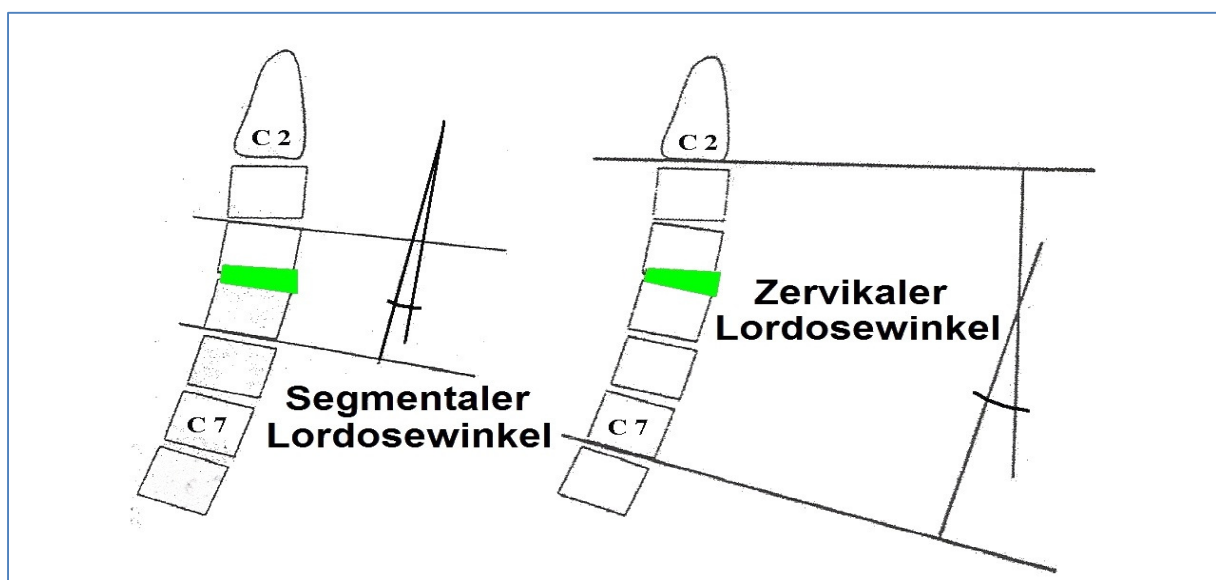 C 2
C 7
Segmentaler
Lordosewinkel
C 2
Zervikaler
Lordosewinkel
C 7